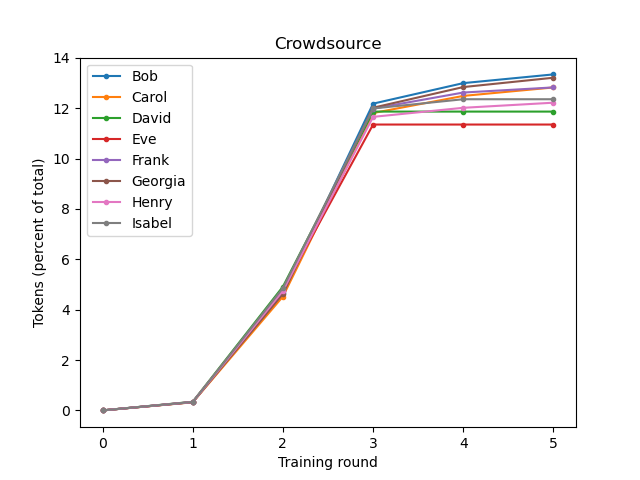 Crowdsource
Tokens (percent of total)
14
12
10
8
6
4
2
0
Bob
Carol
David
Eve
Frank
Georgia
Henry
Isabel
0 1 2 3 4 5
Training round